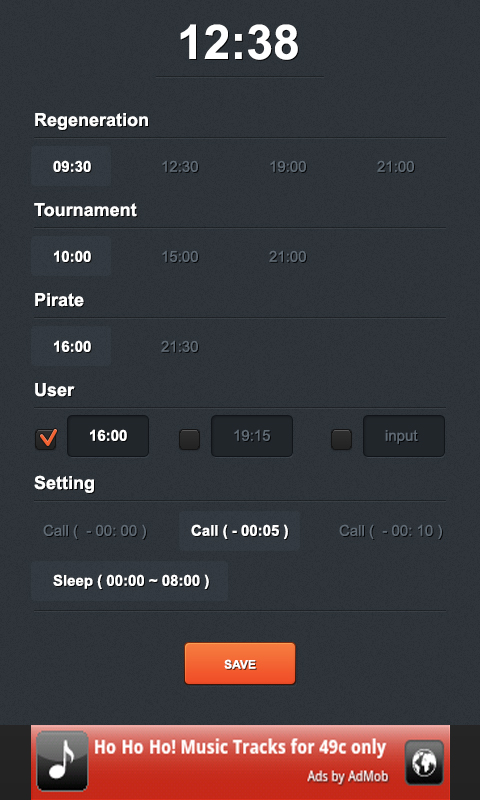 12:38
Regeneration
09:30 12:30 19:00 21:00
Tournament
10:00 15:00 21:00
Pirate
16:00 21:30
User
16:00 19:15 input
Setting
Call ( - 00: 00 ) Call ( - 00:05 ) Call ( - 00: 10 )
Sleep ( 00:00 ~ 08:00 )
SAVE
Ho Ho Ho! Music Tracks for 49c only
Ads by AdMob